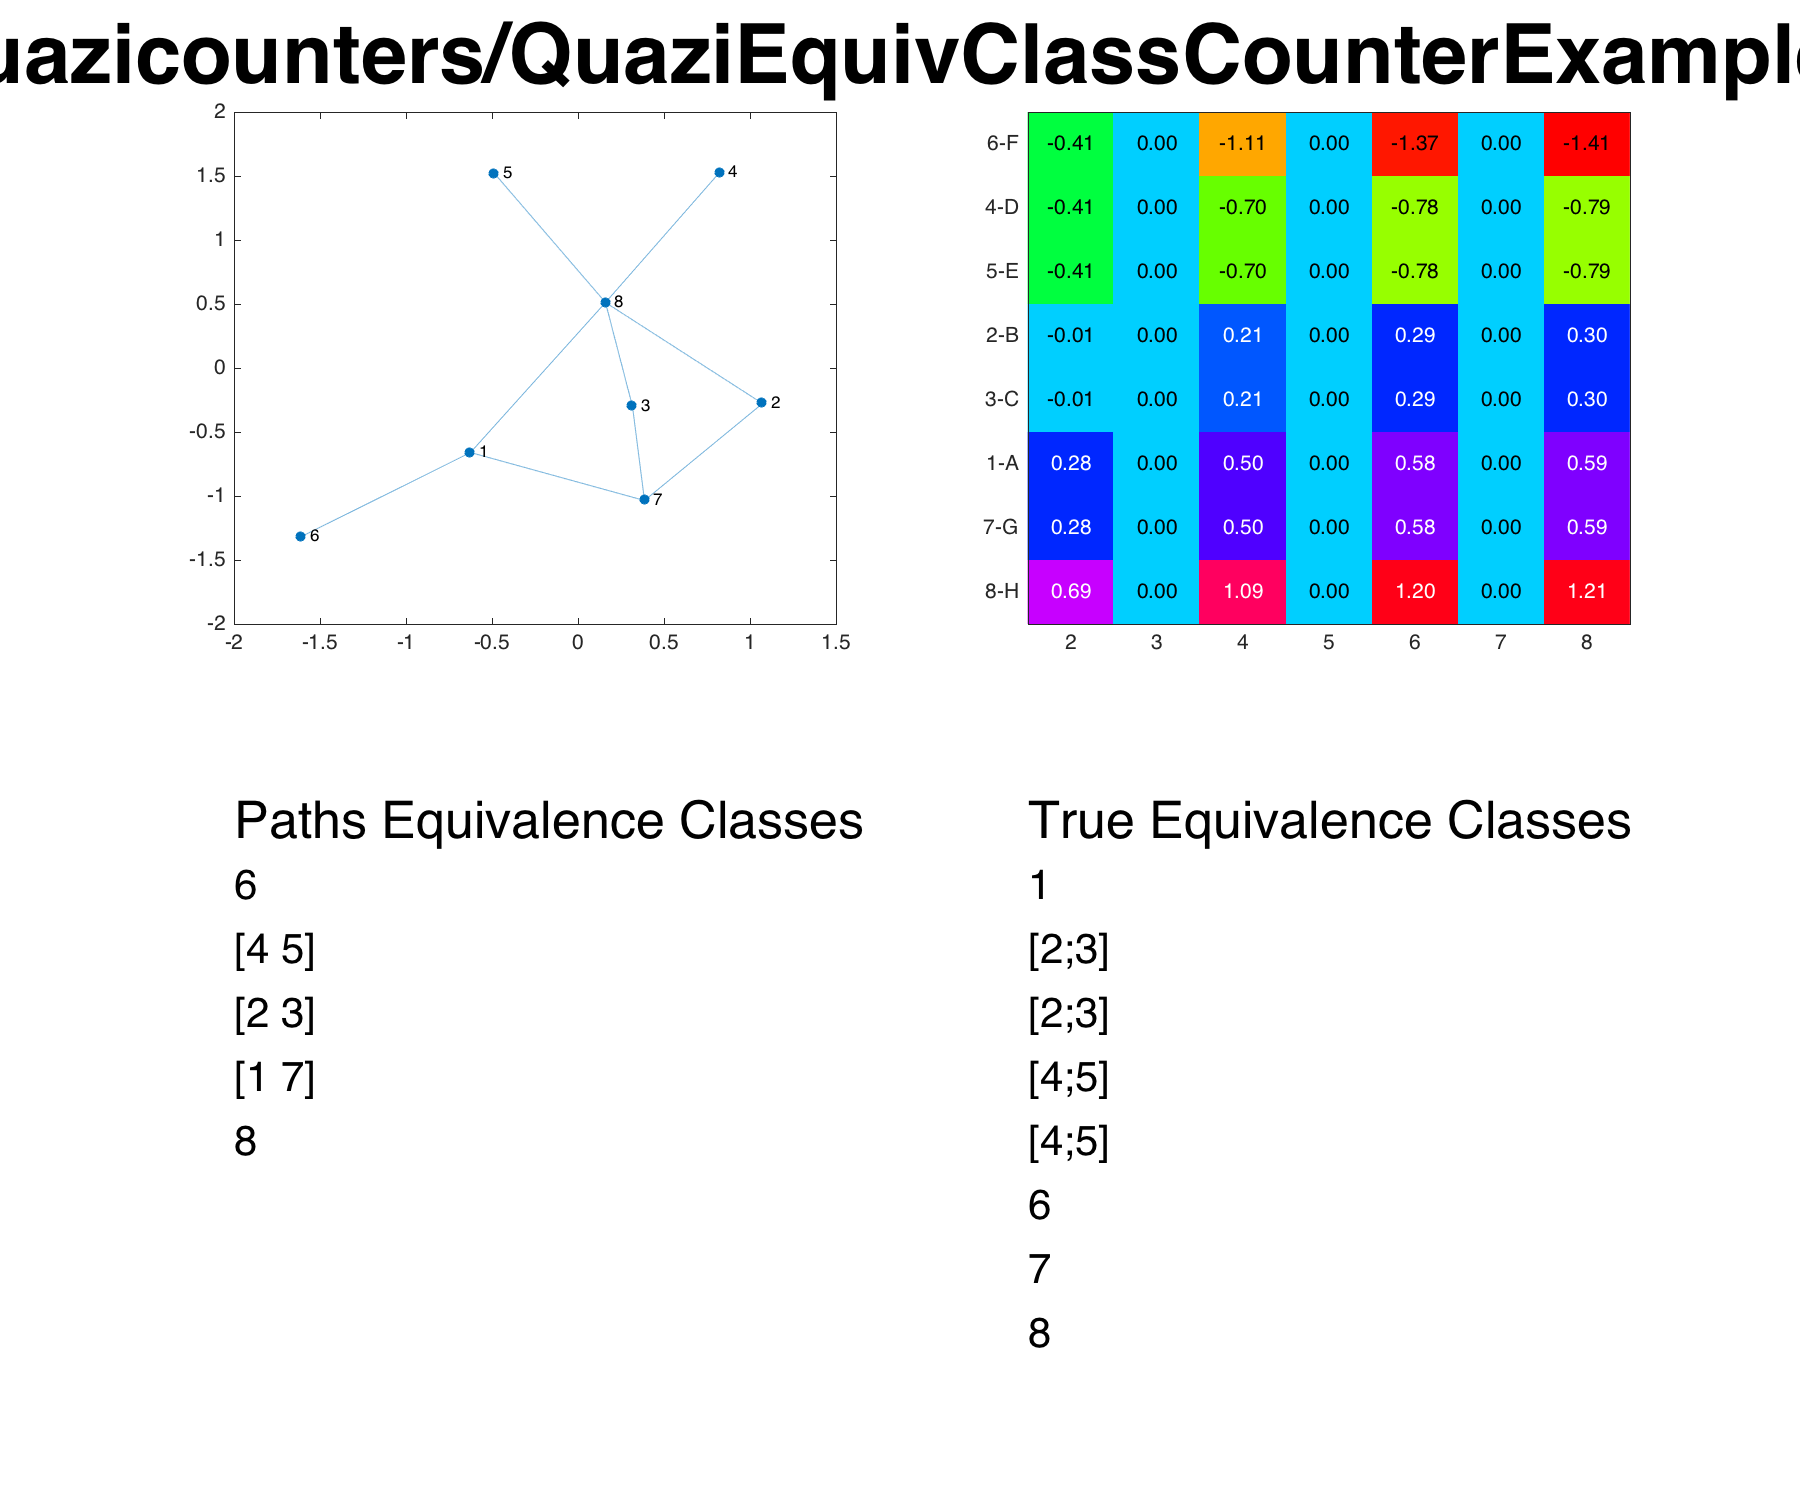 uazicounters/QuaziEquivClassCounterExampl
2
1.5
1
0.5
0
-0.5
-1
-1.5
-2
-2 -1.5 -1 -0.5 0 0.5 1 1.5
5 4
8
3 2
1
7
6
6-F -0.41 0.00 -1.11 0.00 -1.37 0.00 -1.41
4-D -0.41 0.00 -0.70 0.00 -0.78 0.00 -0.79
5-E -0.41 0.00 -0.70 0.00 -0.78 0.00 -0.79
2-B -0.01 0.00 0.21 0.00 0.29 0.00 0.30
3-C -0.01 0.00 0.21 0.00 0.29 0.00 0.30
1-A 0.28 0.00 0.50 0.00 0.58 0.00 0.59
7-G 0.28 0.00 0.50 0.00 0.58 0.00 0.59
8-H 0.69 0.00 1.09 0.00 1.20 0.00 1.21
2 3 4 5 6 7 8
Paths Equivalence Classes
6
[4 5]
[2 3]
[1 7]
8
True Equivalence Classes
1
[2;3]
[2;3]
[4;5]
[4;5]
6
7
8